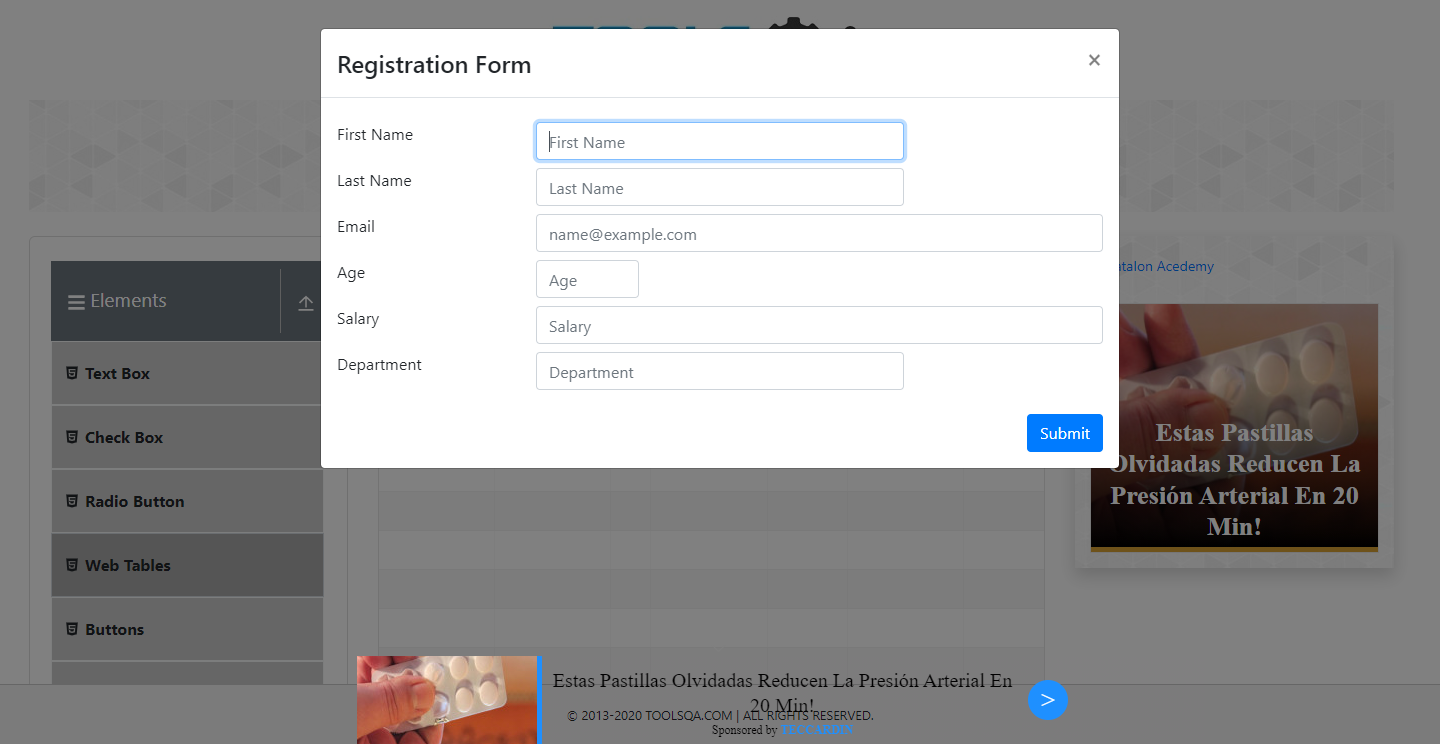 Registration Form
×
First Name
First Name
Last Name
Last Name
Email
name@example.com
Age
Age
Salary
Salary
Department
Department
Submit
Elements
Text Box
Check Box
Radio Button
Web Tables
Buttons
Acedemy
Estas Pastillas
Olvidadas Reducen La
Presión Arterial En 20
Min!
Estas Pastillas Olvidadas Reducen La Presión Arterial En
20 Min!
>
© 2013-2020 TOOLSQA.COM | ALL RIGHTS RESERVED.
Sponsored by